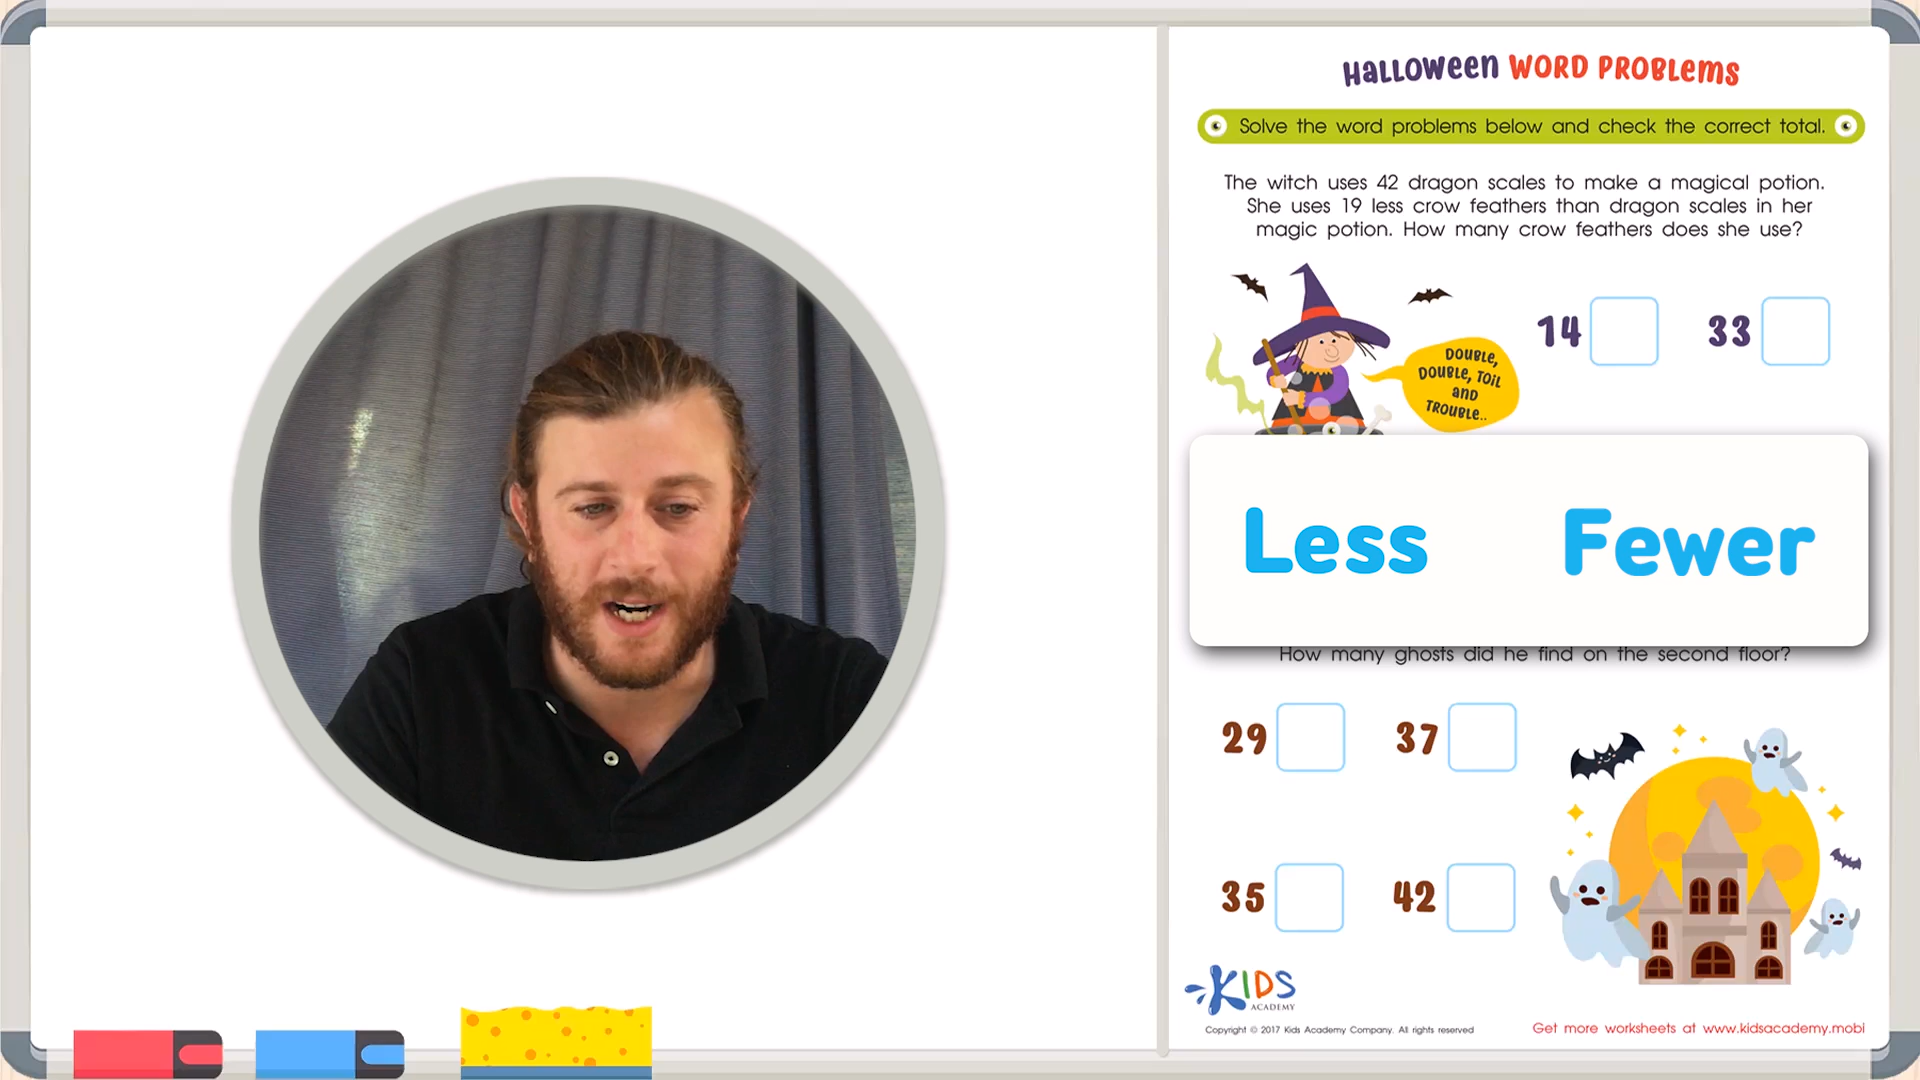 Halloween Word Problems
Solve the word problems below and check the correct total.
The witch uses 42 dragon scales to make a magical potion.
She uses 19 less crow feathers than dragon scales in her
magic potion. How many crow feathers does she use?
14 33
Double,
Double, Toil
and
Trouble..
Less Fewer
How many ghosts did he find on the second floor?
29 37
35 42
KIDS
ACADEMY
Copyright © 2017 Kids Academy Company. All rights reserved
Get more worksheets at www.kidsacademy.mobi